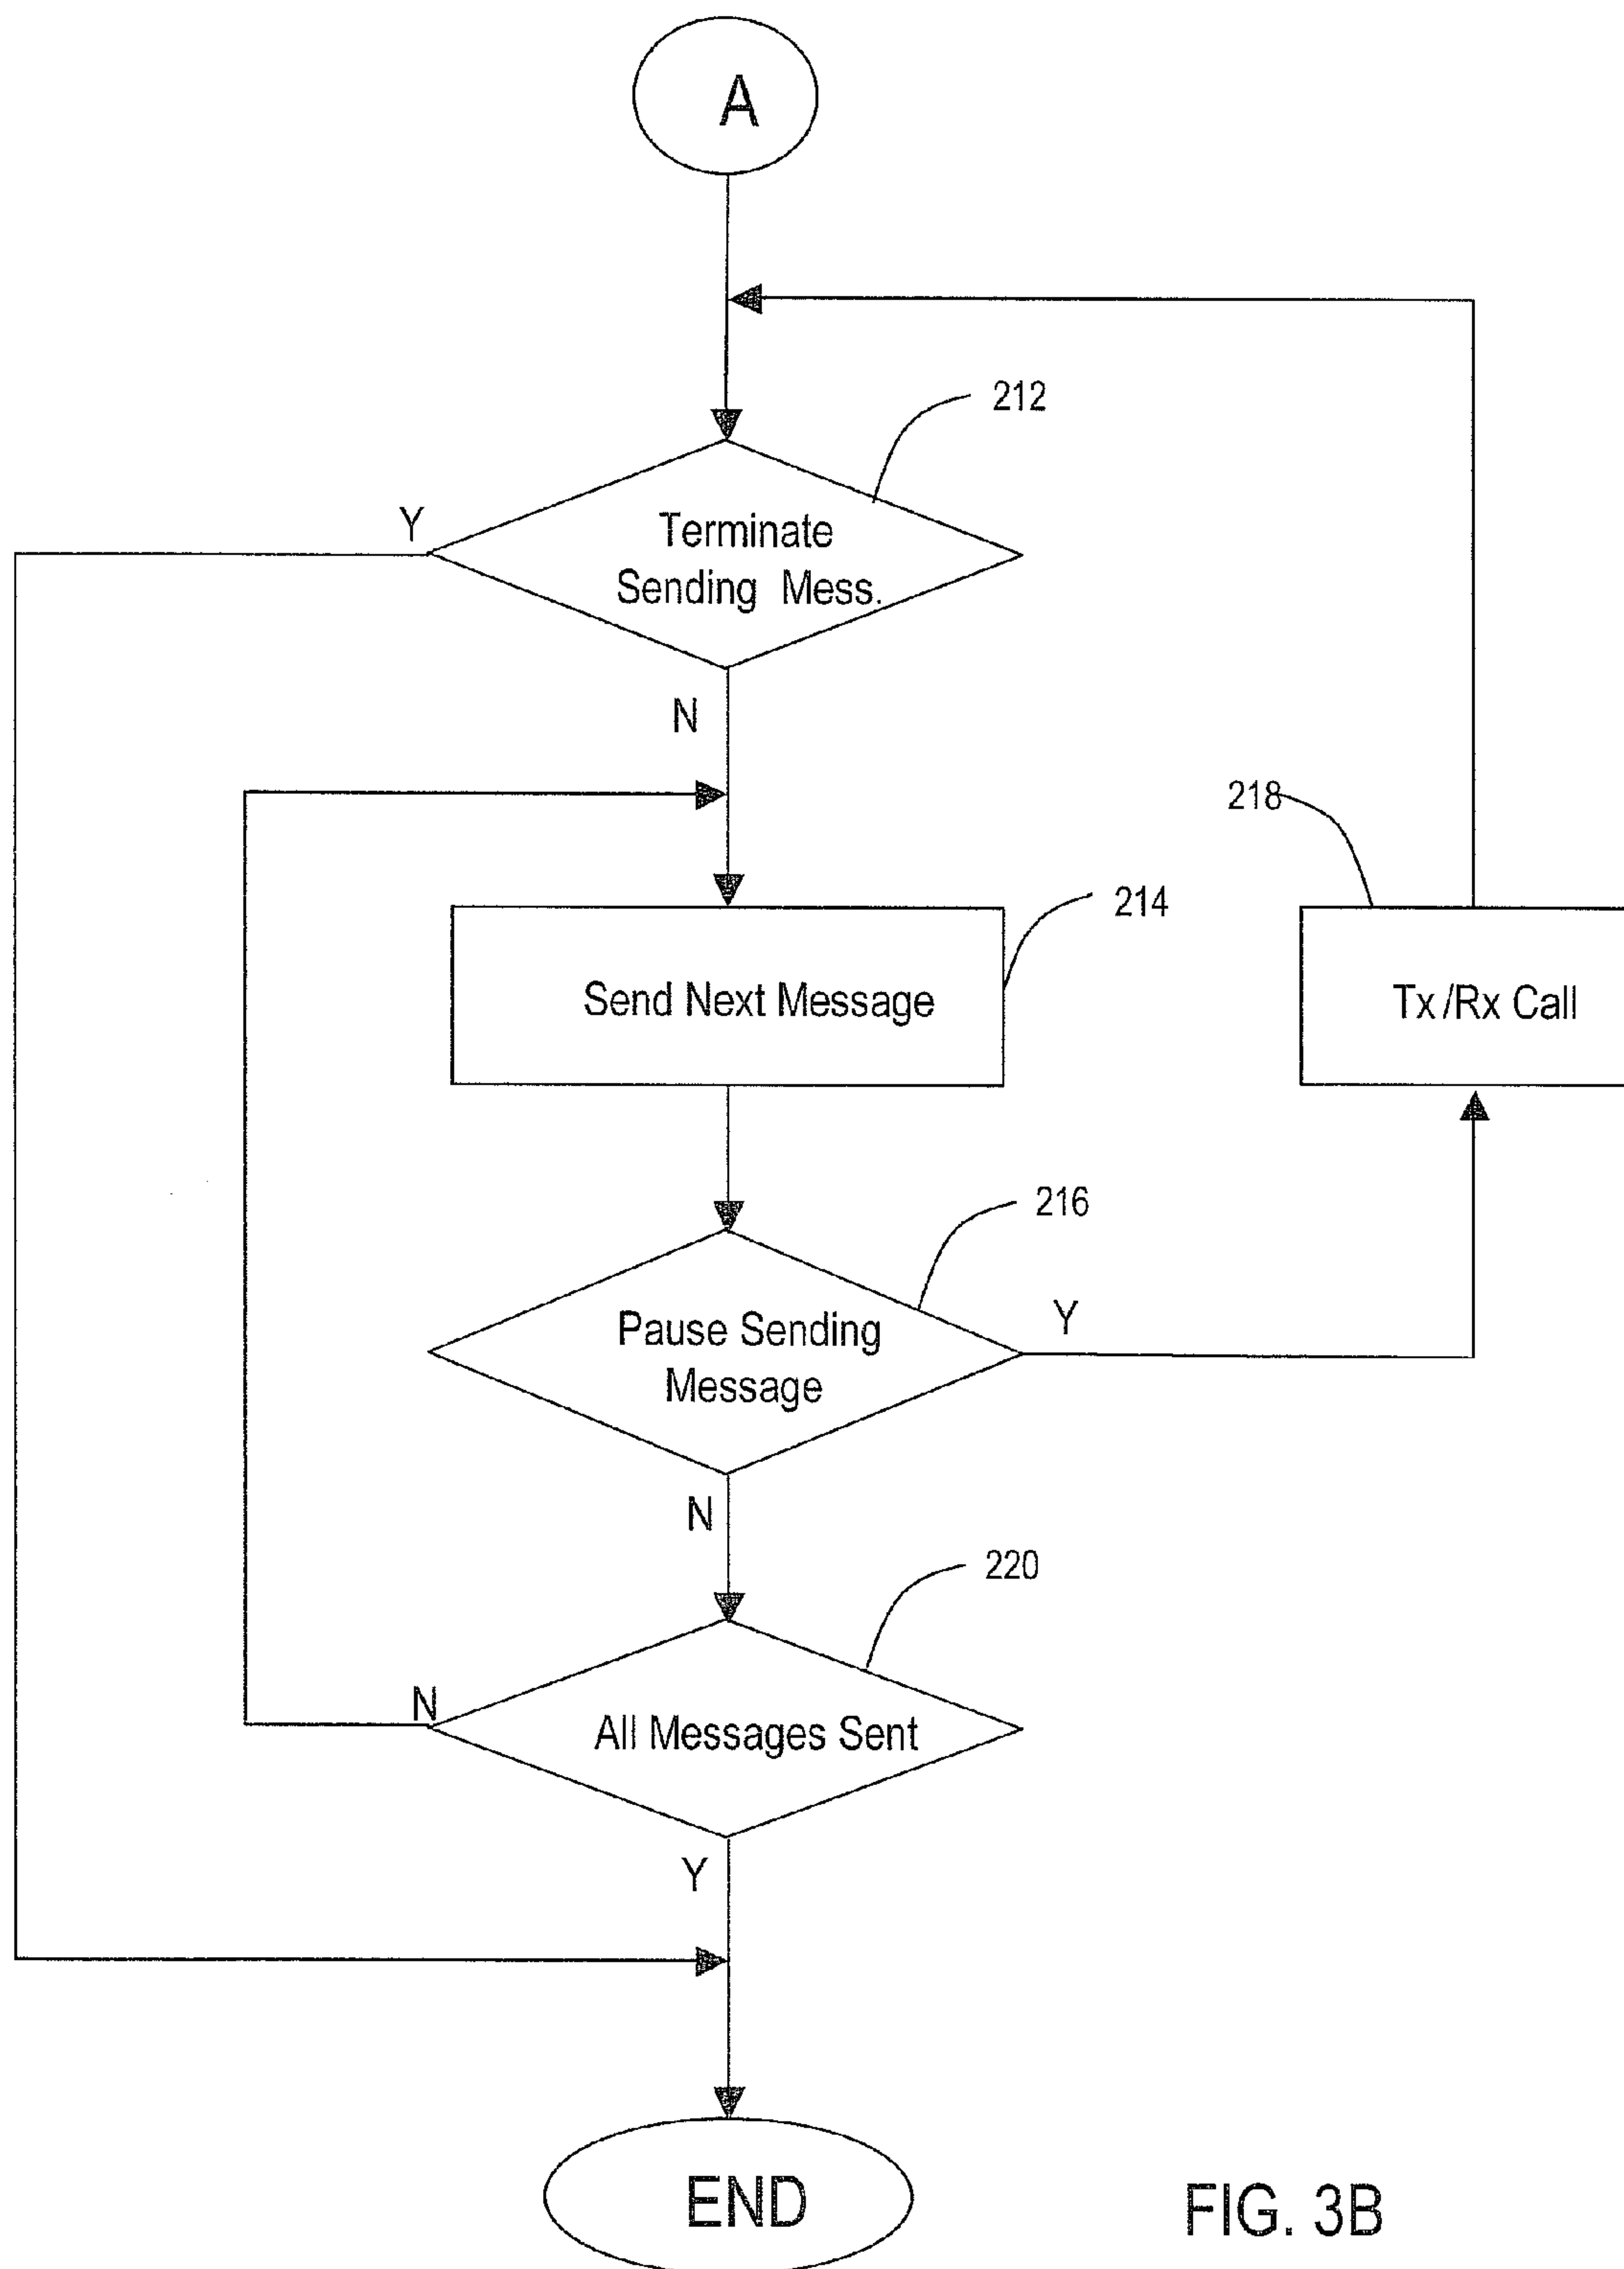 A
212
Y
Terminate
Sending Mess.
N
218
214
Send Next Message
Tx/Rx Call
216
Pause Sending
Message
Y
N
220
N
All Messages Sent
Y
END
FIG. 3B